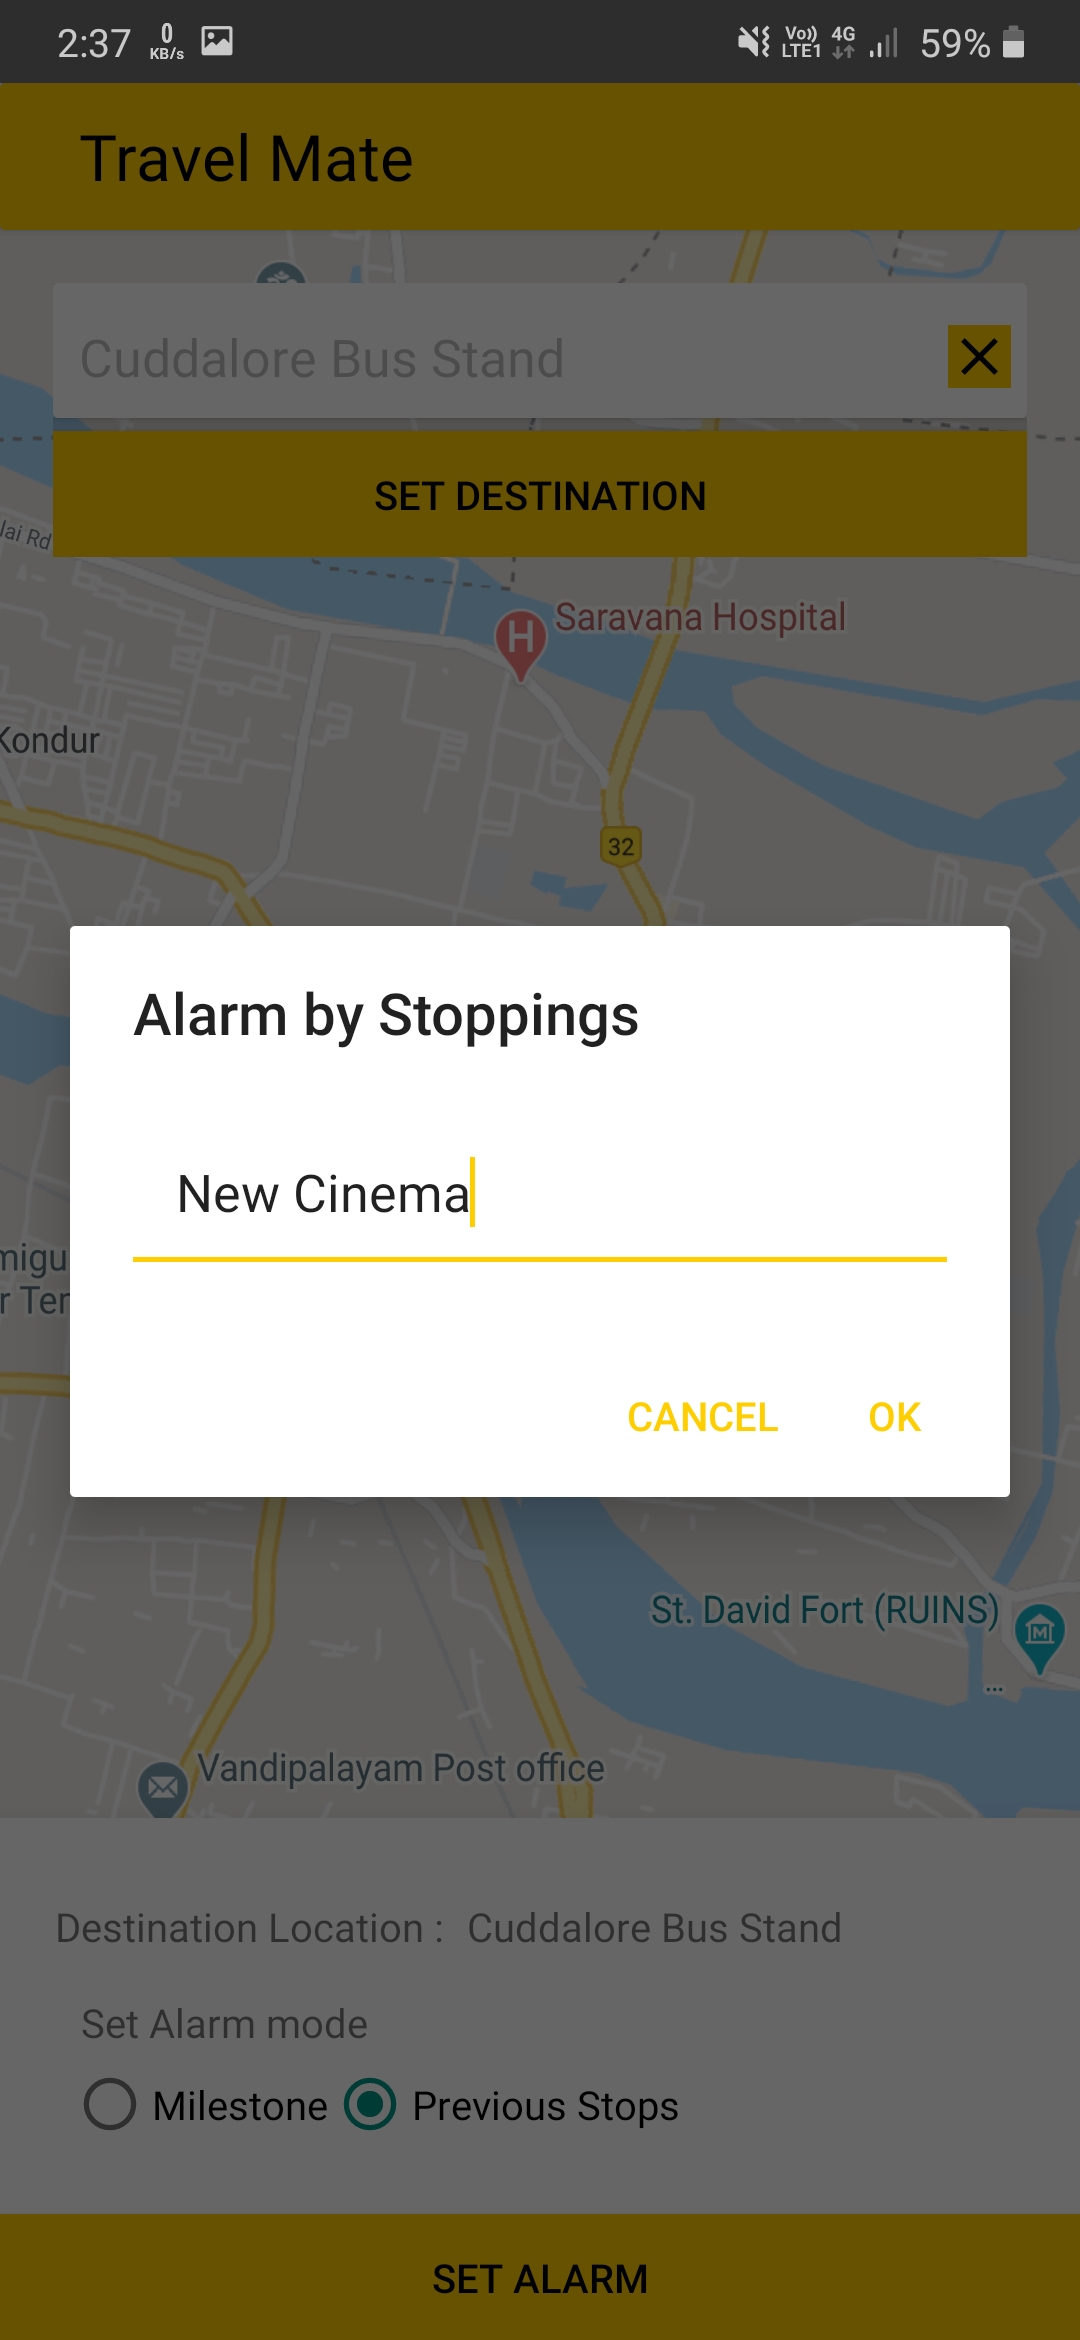 2:37 0 KB/s Vo)) LTE1 4G 59%
Travel Mate
Cuddalore Bus Stand
SET DESTINATION
lai Rd
H Saravana Hospital
Kondur
32
Alarm by Stoppings
New Cinema
migu
r Ter
CANCEL OK
St. David Fort (RUINS)
...
Vandipalayam Post office
Destination Location : Cuddalore Bus Stand
Set Alarm mode
Milestone Previous Stops
SET ALARM